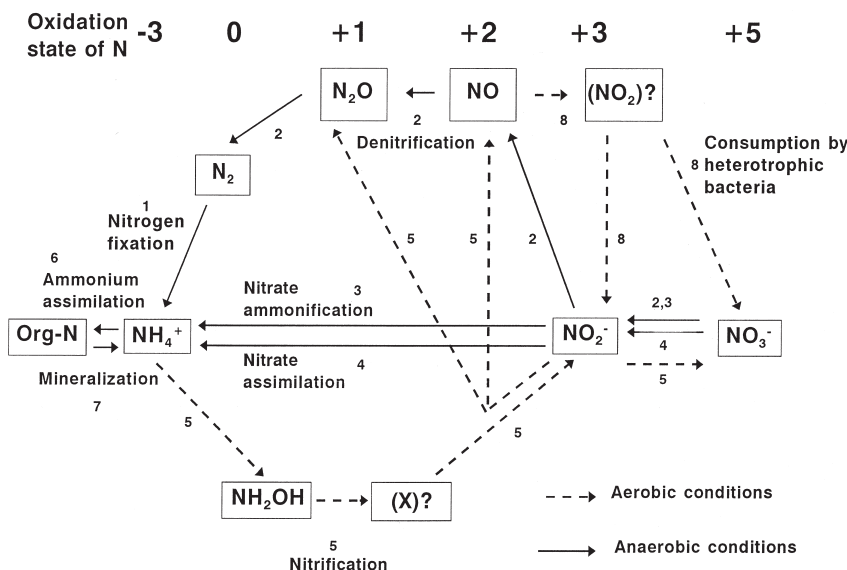 Oxidation
state of N
-3 0 +1 +2 +3 +5
N₂O
NO
(NO₂)?
2
8
2
Denitrification
Consumption by
8 heterotrophic
bacteria
N₂
1
Nitrogen
fixation
5
5
2
8
6
Ammonium
assimilation
Nitrate 3
ammonification
2,3
Org-N
NH₄⁺
NO₂⁻
NO₃⁻
4
Nitrate 4
assimilation
5
Mineralization
7
5
5
NH₂OH
(X)?
Aerobic conditions
5
Nitrification
Anaerobic conditions